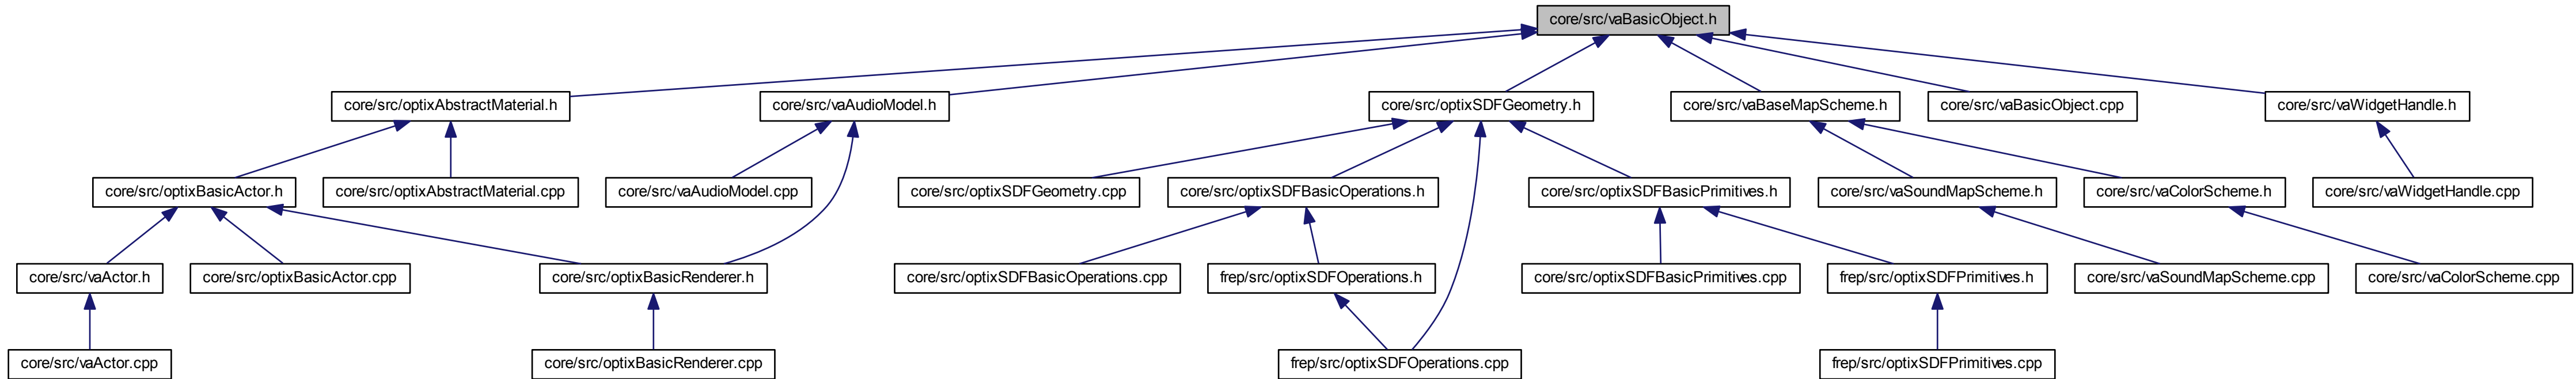 core/src/vaBasicObject.h
core/src/optixAbstractMaterial.h
core/src/vaAudioModel.h
core/src/optixSDFGeometry.h
core/src/vaBaseMapScheme.h
core/src/vaBasicObject.cpp
core/src/vaWidgetHandle.h
core/src/optixBasicActor.h
core/src/optixAbstractMaterial.cpp
core/src/vaAudioModel.cpp
core/src/optixSDFGeometry.cpp
core/src/optixSDFBasicOperations.h
core/src/optixSDFBasicPrimitives.h
core/src/vaSoundMapScheme.h
core/src/vaColorScheme.h
core/src/vaWidgetHandle.cpp
core/src/vaActor.h
core/src/optixBasicActor.cpp
core/src/optixBasicRenderer.h
core/src/optixSDFBasicOperations.cpp
frep/src/optixSDFOperations.h
core/src/optixSDFBasicPrimitives.cpp
frep/src/optixSDFPrimitives.h
core/src/vaSoundMapScheme.cpp
core/src/vaColorScheme.cpp
core/src/vaActor.cpp
core/src/optixBasicRenderer.cpp
frep/src/optixSDFOperations.cpp
frep/src/optixSDFPrimitives.cpp